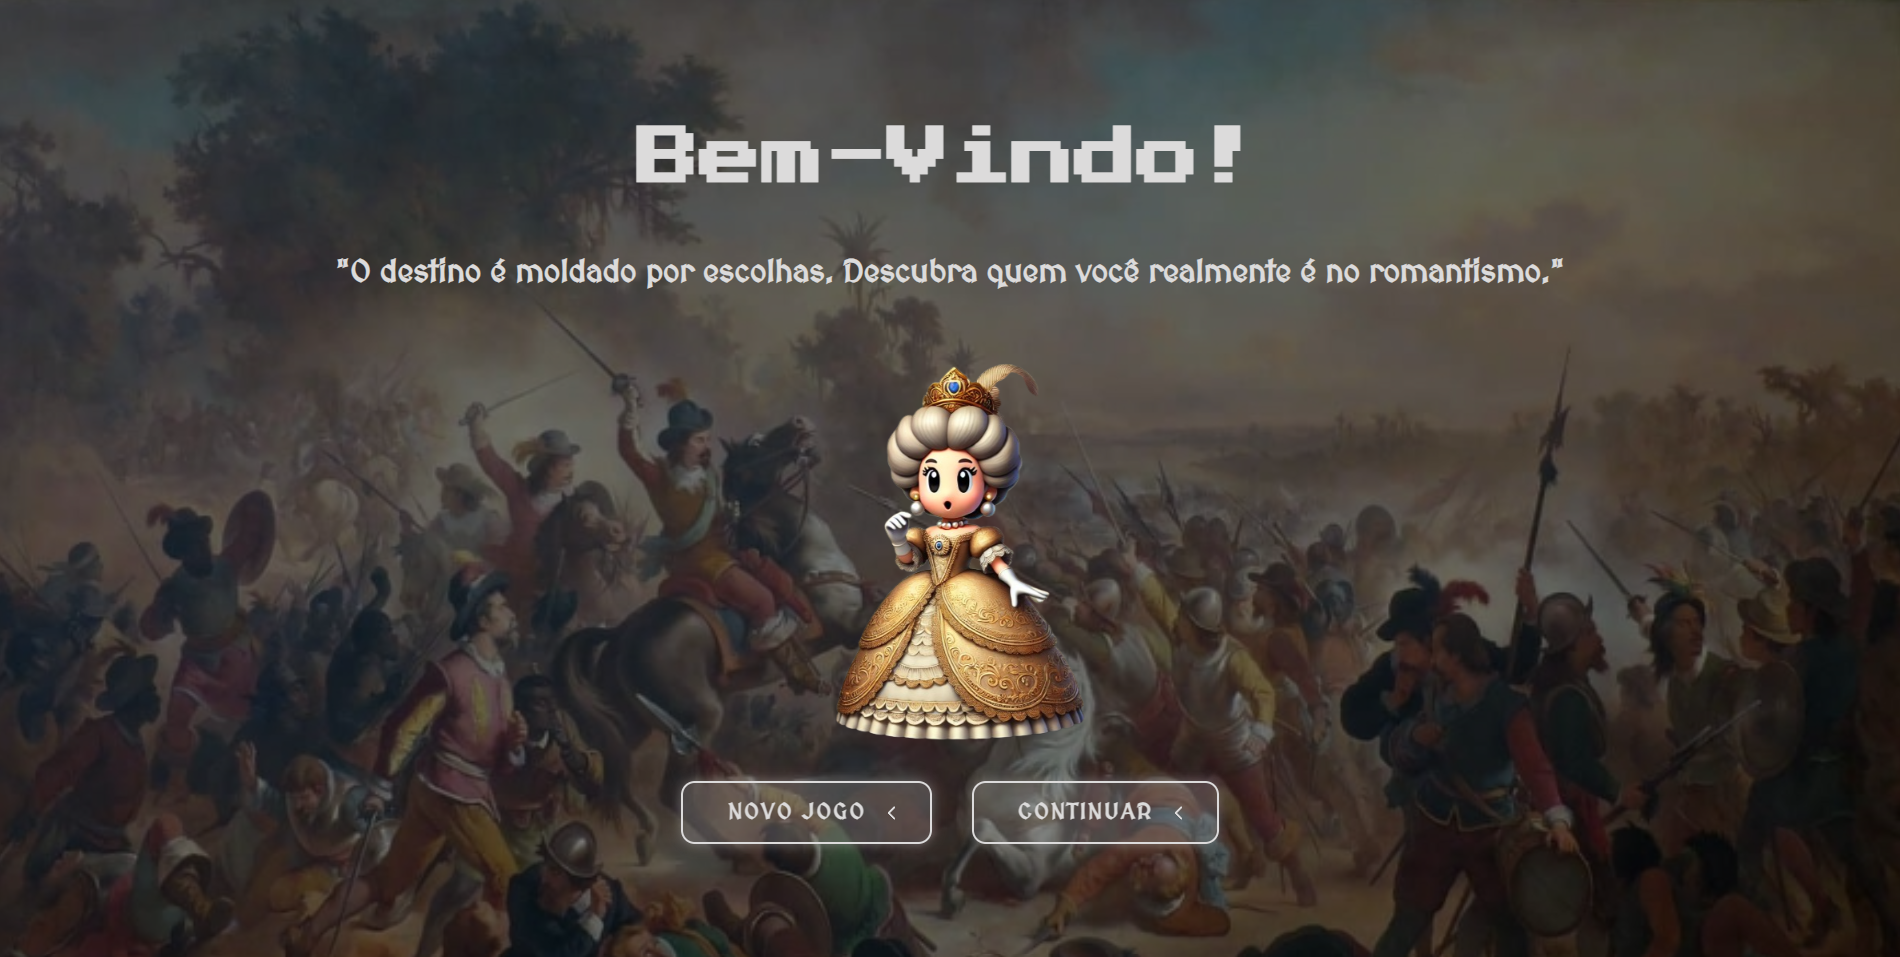 Bem-Vindo!
"O destino é moldado por escolhas. Descubra quem você realmente é no romantismo."
NOVO JOGO <
CONTINUAR <